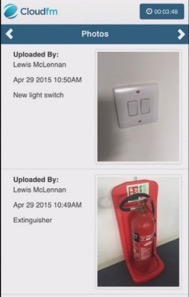 Cloudfm
00:03:48
Photos
Uploaded By:
Lewis McLennan
Apr 29 2015 10:50AM
New light switch
Uploaded By:
Lewis McLennan
Apr 29 2015 10:49AM
Extinguisher